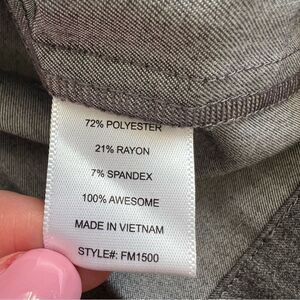 72% POLYESTER
21% RAYON
7% SPANDEX
100% AWESOME
MADE IN VIETNAM
STYLE#: FM1500